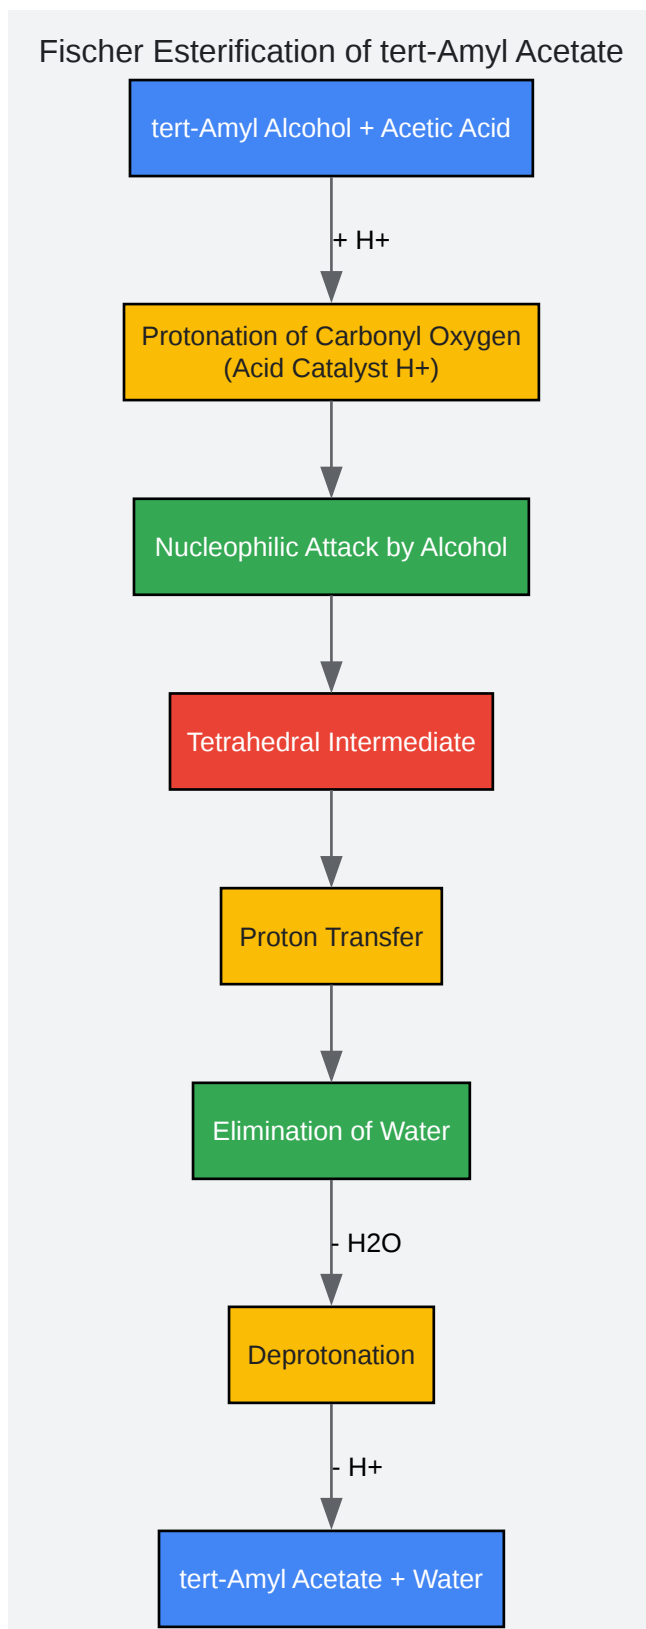 Fischer Esterification of tert-Amyl Acetate
tert-Amyl Alcohol + Acetic Acid
+ H+
Protonation of Carbonyl Oxygen
(Acid Catalyst H+)
Nucleophilic Attack by Alcohol
Tetrahedral Intermediate
Proton Transfer
Elimination of Water
- H2O
Deprotonation
- H+
tert-Amyl Acetate + Water